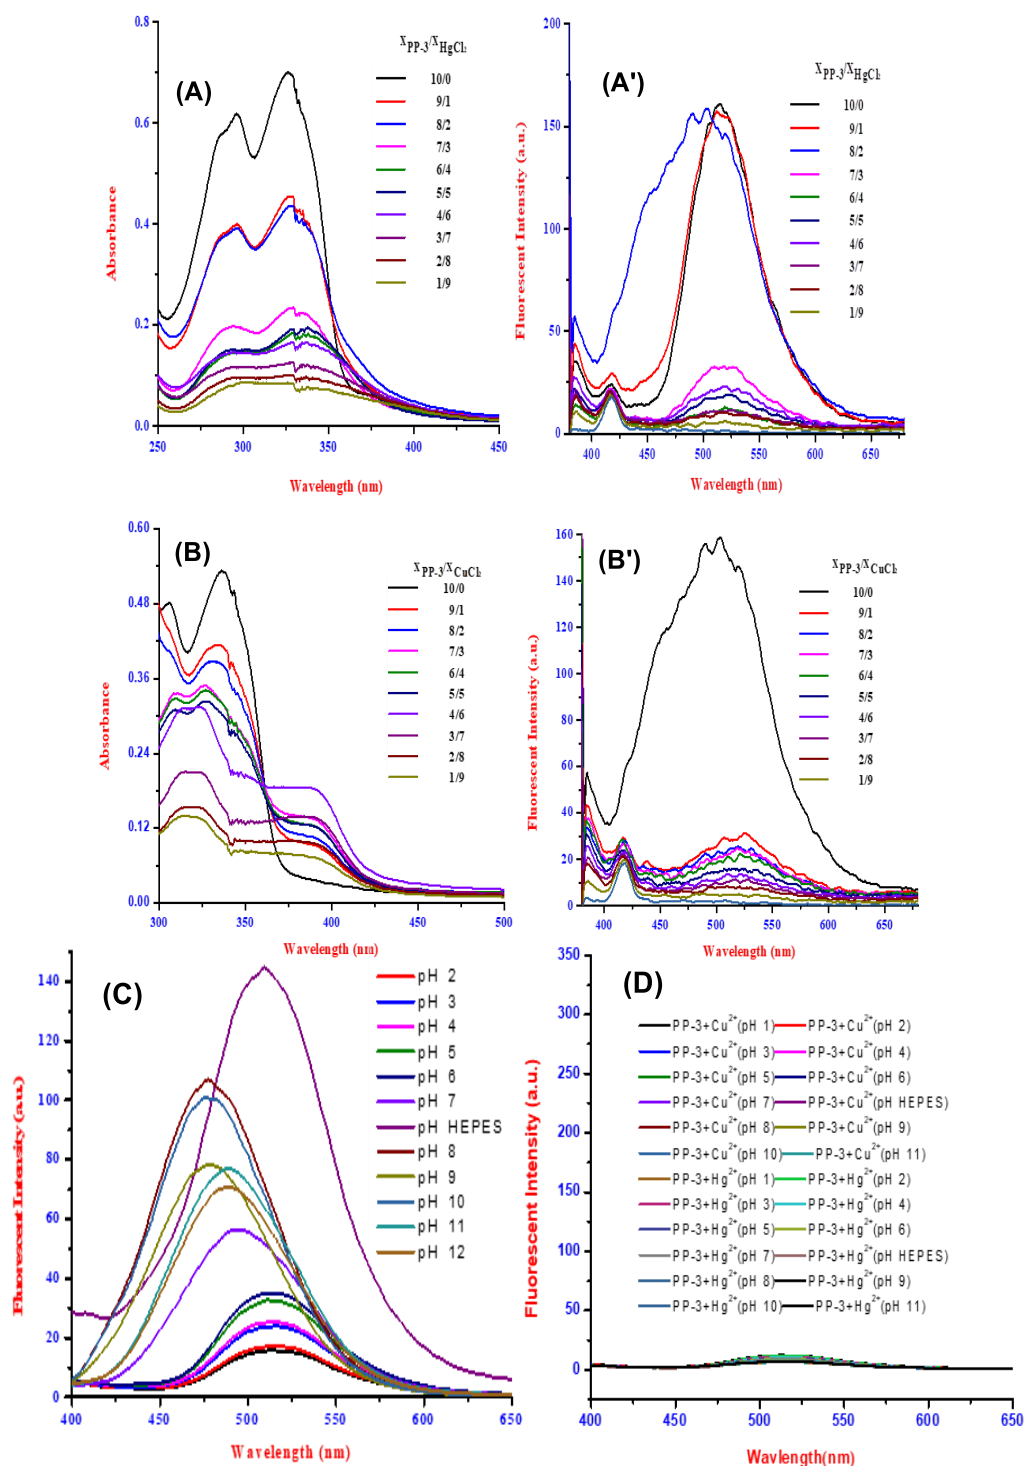 (A)
0.8
0.6
0.4
0.2
0.0
Absorbance
250 300 350 400 450
Wavelength (nm)
XPP-3/XHgCl₂
10/0
9/1
8/2
7/3
6/4
5/5
4/6
3/7
2/8
1/9
(A')
200
150
100
50
0
Fluorescent Intensity (a.u.)
400 450 500 550 600 650
Wavelength (nm)
XPP-3/XHgCl₂
10/0
9/1
8/2
7/3
6/4
5/5
4/6
3/7
2/8
1/9
(B)
0.60
0.48
0.36
0.24
0.12
0.00
Absorbance
300 350 400 450 500
Wavelength (nm)
XPP-3/XCuCl₂
10/0
9/1
8/2
7/3
6/4
5/5
4/6
3/7
2/8
1/9
(B')
160
140
120
100
80
60
40
20
0
Fluorescent Intensity (a.u.)
400 450 500 550 600 650
Wavelength (nm)
XPP-3/XCuCl₂
10/0
9/1
8/2
7/3
6/4
5/5
4/6
3/7
2/8
1/9
(C)
140
120
100
80
60
40
20
0
Fluorescent Intensity (a.u.)
400 450 500 550 600 650
Wavelength (nm)
pH 2
pH 3
pH 4
pH 5
pH 6
pH 7
pH HEPES
pH 8
pH 9
pH 10
pH 11
pH 12
(D)
350
300
250
200
150
100
50
0
Fluorescent Intensity (a.u.)
400 450 500 550 600 650
Wavlength(nm)
PP-3+Cu²⁺(pH 1) PP-3+Cu²⁺(pH 2)
PP-3+Cu²⁺(pH 3) PP-3+Cu²⁺(pH 4)
PP-3+Cu²⁺(pH 5) PP-3+Cu²⁺(pH 6)
PP-3+Cu²⁺(pH 7) PP-3+Cu²⁺(pH HEPES)
PP-3+Cu²⁺(pH 8) PP-3+Cu²⁺(pH 9)
PP-3+Cu²⁺(pH 10) PP-3+Cu²⁺(pH 11)
PP-3+Hg²⁺(pH 1) PP-3+Hg²⁺(pH 2)
PP-3+Hg²⁺(pH 3) PP-3+Hg²⁺(pH 4)
PP-3+Hg²⁺(pH 5) PP-3+Hg²⁺(pH 6)
PP-3+Hg²⁺(pH 7) PP-3+Hg²⁺(pH HEPES)
PP-3+Hg²⁺(pH 8) PP-3+Hg²⁺(pH 9)
PP-3+Hg²⁺(pH 10) PP-3+Hg²⁺(pH 11)